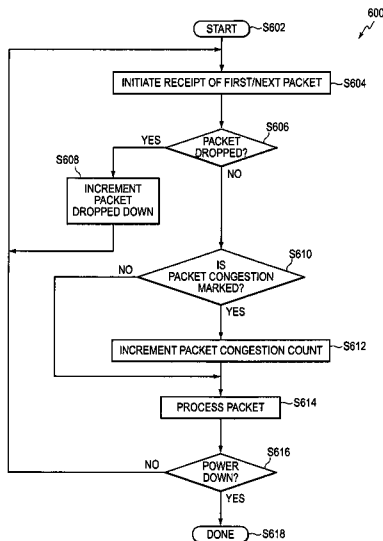 START
S602
600
INITIATE RECEIPT OF FIRST/NEXT PACKET
S604
S606
PACKET
DROPPED?
YES
NO
S608
INCREMENT
PACKET
DROPPED DOWN
S610
IS
PACKET CONGESTION
MARKED?
NO
YES
INCREMENT PACKET CONGESTION COUNT
S612
PROCESS PACKET
S614
S616
POWER
DOWN?
NO
YES
DONE
S618